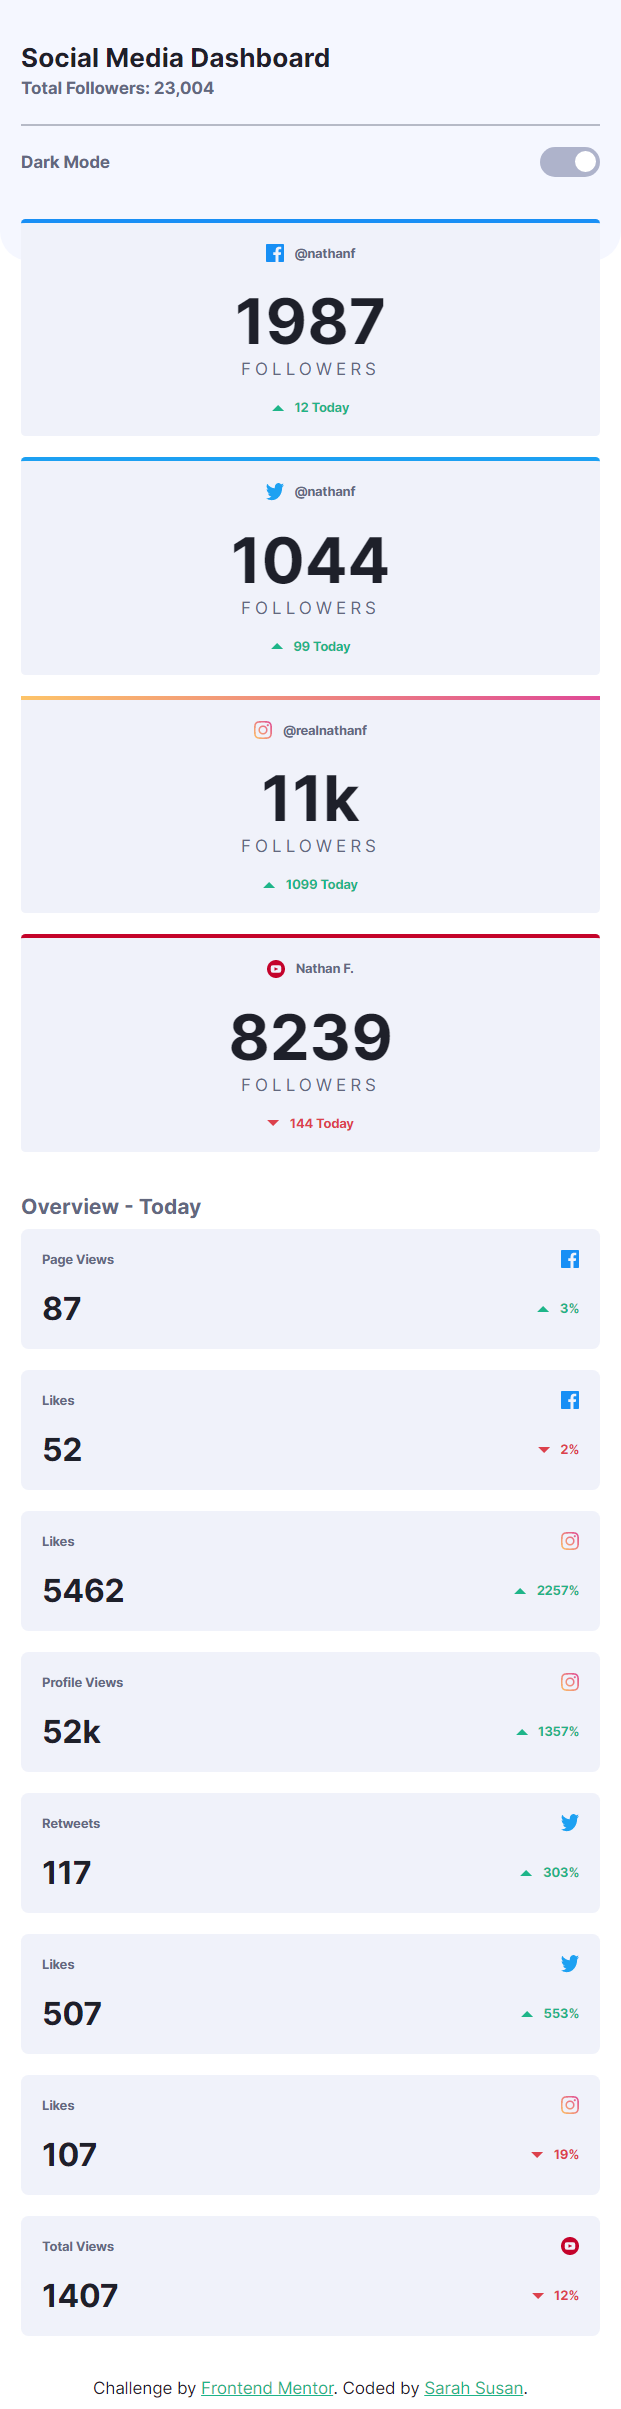 Social Media Dashboard
Total Followers: 23,004
Dark Mode
@nathanf
1987
FOLLOWERS
12 Today
@nathanf
1044
FOLLOWERS
99 Today
@realnathanf
11k
FOLLOWERS
1099 Today
Nathan F.
8239
FOLLOWERS
144 Today
Overview - Today
Page Views
87
3%
Likes
52
2%
Likes
5462
2257%
Profile Views
52k
1357%
Retweets
117
303%
Likes
507
553%
Likes
107
19%
Total Views
1407
12%
Challenge by Frontend Mentor. Coded by Sarah Susan.